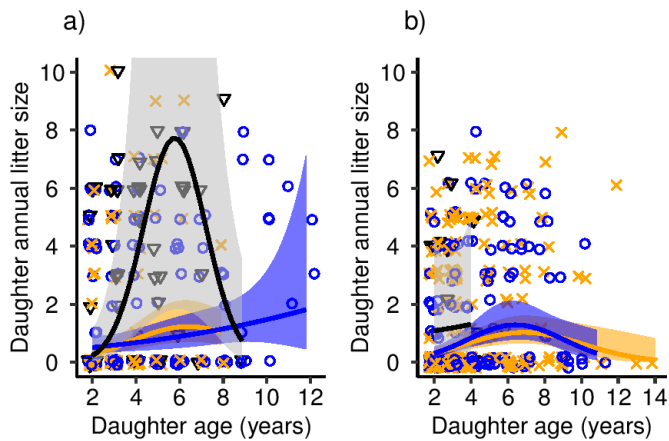 a)
Daughter annual litter size
10
8
6
4
2
0
2 4 6 8 10 12
Daughter age (years)
b)
Daughter annual litter size
10
8
6
4
2
0
2 4 6 8 10 12 14
Daughter age (years)